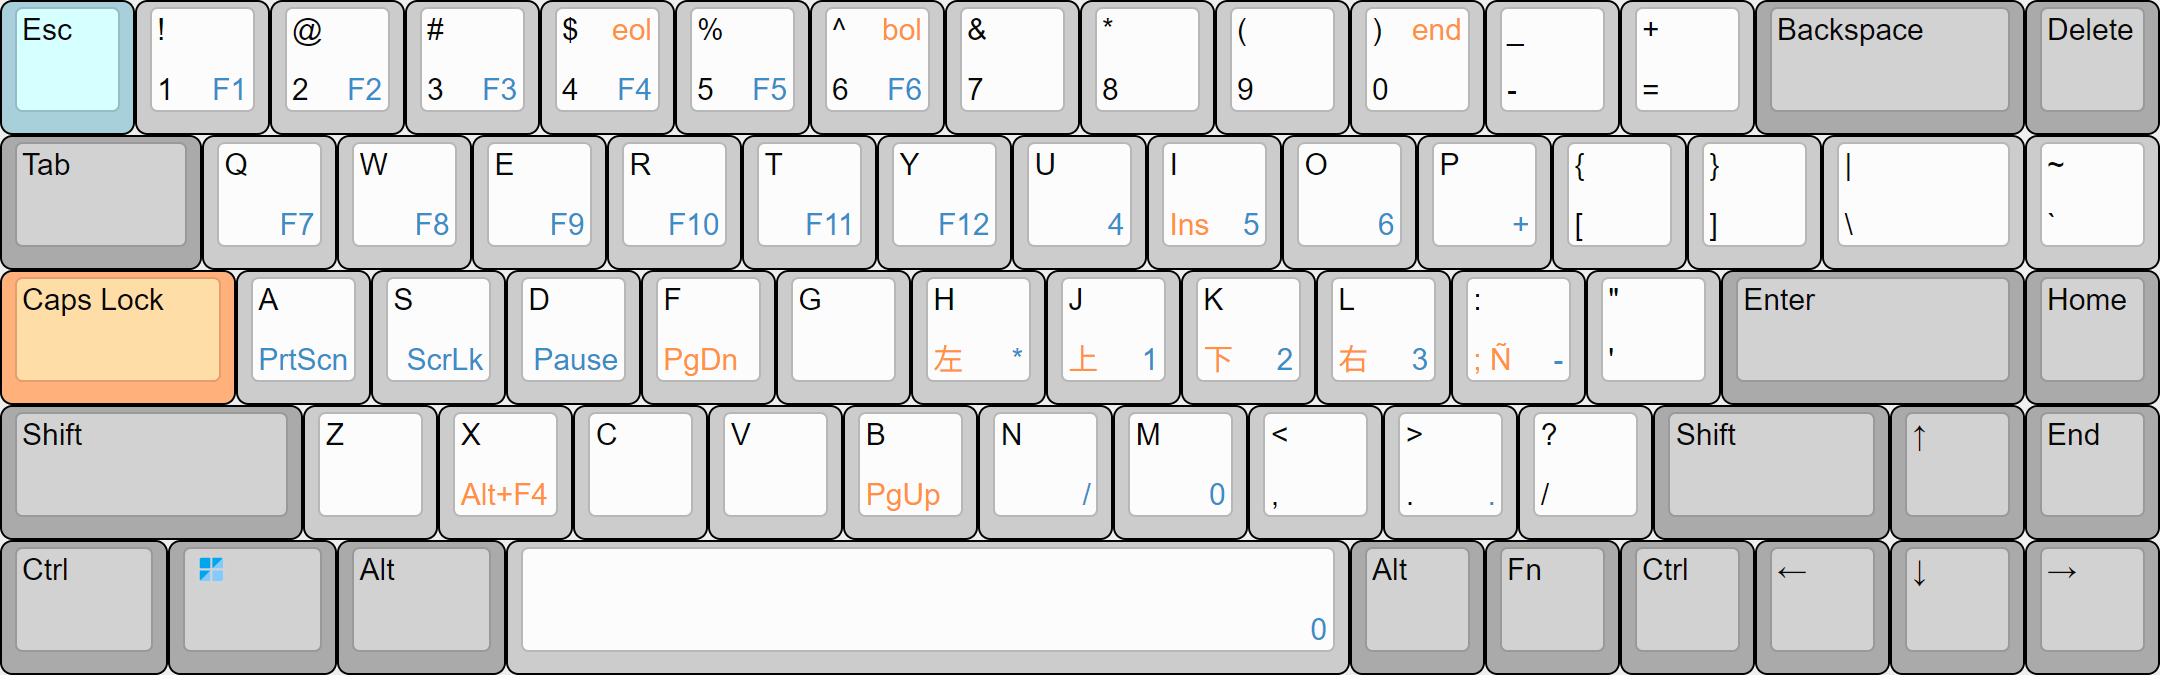 Esc ! @ # $ eol % ^ bol & * ( ) end _ + Backspace Delete
1 F1 2 F2 3 F3 4 F4 5 F5 6 F6 7 8 9 0 - =
Tab Q W E R T Y U I O P { } | ~
F7 F8 F9 F10 F11 F12 4 Ins 5 6 + [ ] \ `
Caps Lock A S D F G H J K L : " Enter Home
PrtScn ScrLk Pause PgDn 左 * 上 1 下 2 右 3 ; Ñ - '
Shift Z X C V B N M < > ? Shift ↑ End
Alt+F4 PgUp / 0 , . . /
Ctrl Alt Alt Fn Ctrl ← ↓ →
0